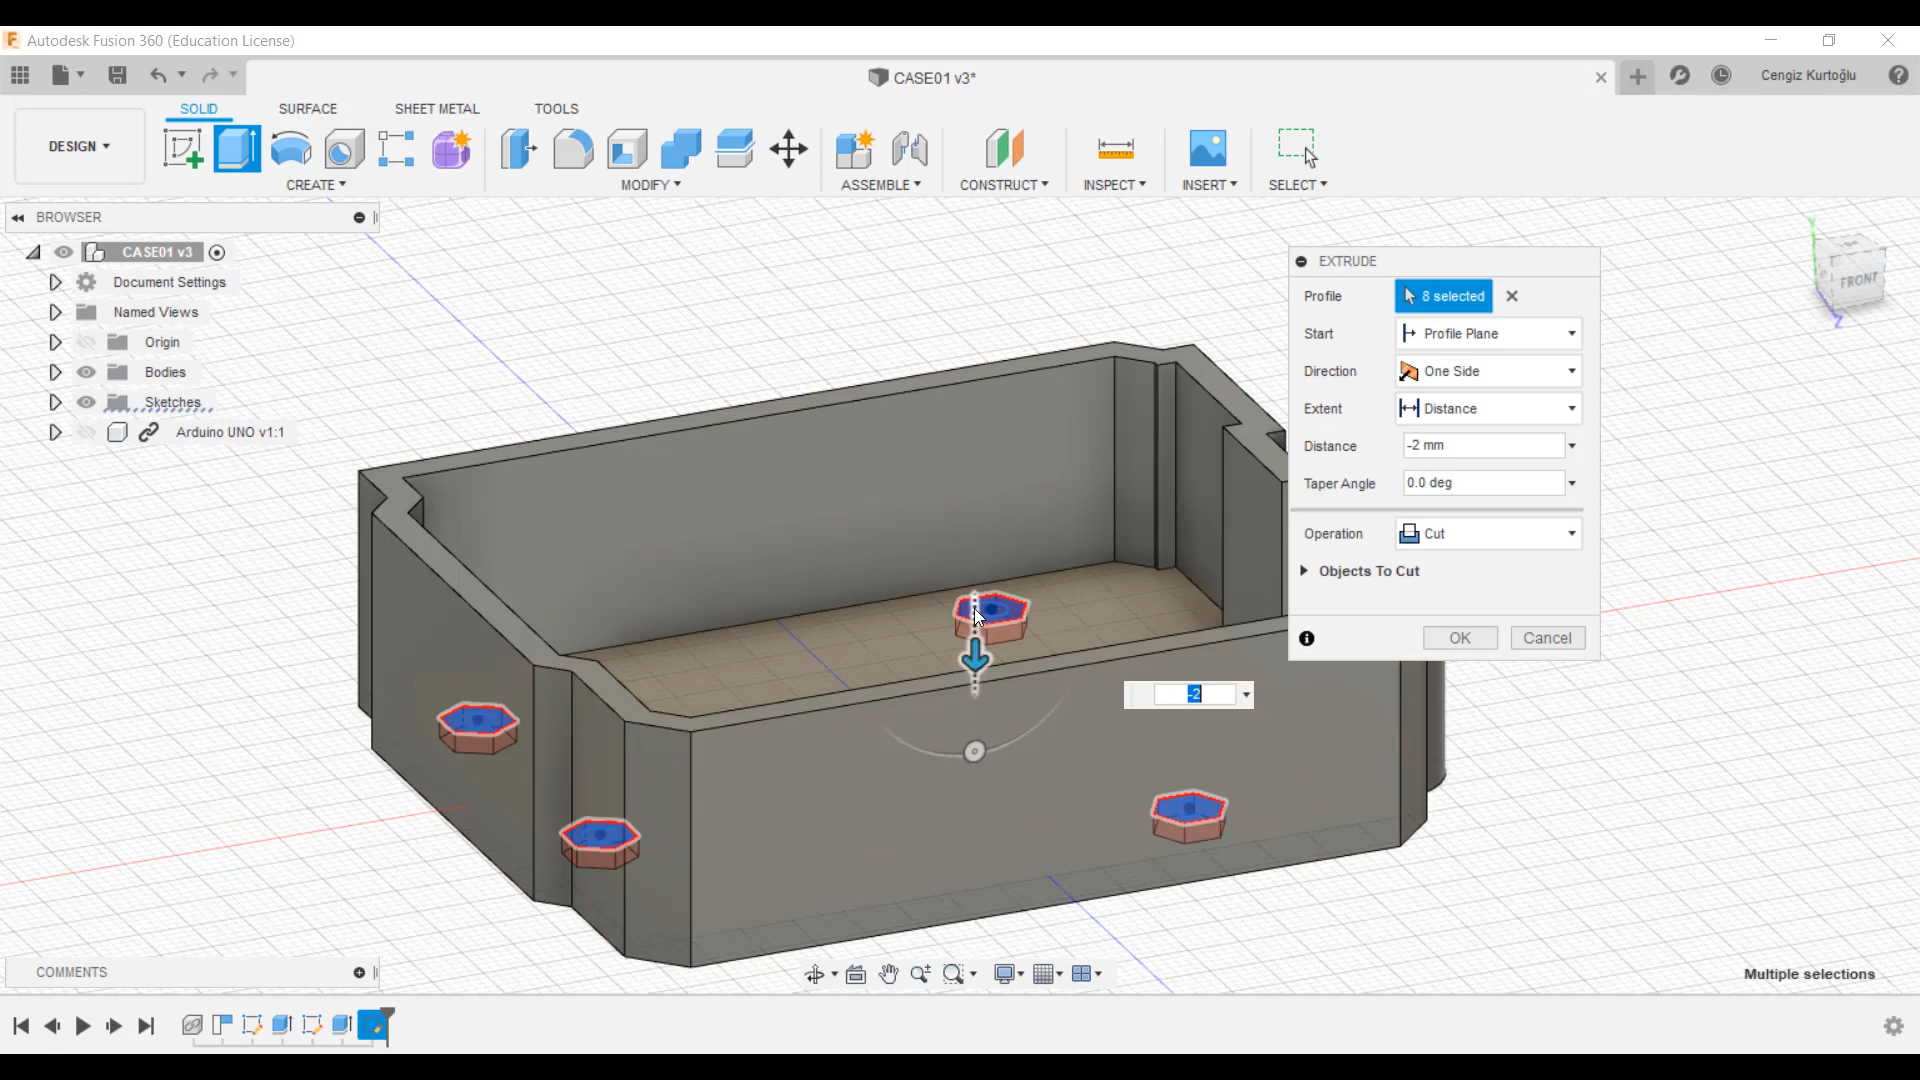 Autodesk Fusion 360 (Education License)
CASE01 v3*
Cengiz Kurtoğlu
SOLID
SURFACE
SHEET METAL
TOOLS
DESIGN
CREATE
MODIFY
ASSEMBLE
CONSTRUCT
INSPECT
INSERT
SELECT
BROWSER
CASE01 v3
Document Settings
Named Views
Origin
Bodies
Sketches
Arduino UNO v1:1
FRONT
Y
Z
EXTRUDE
Profile 8 selected
Start Profile Plane
Direction One Side
Extent Distance
Distance -2 mm
Taper Angle 0.0 deg
Operation Cut
Objects To Cut
OK Cancel
-2
COMMENTS
Multiple selections